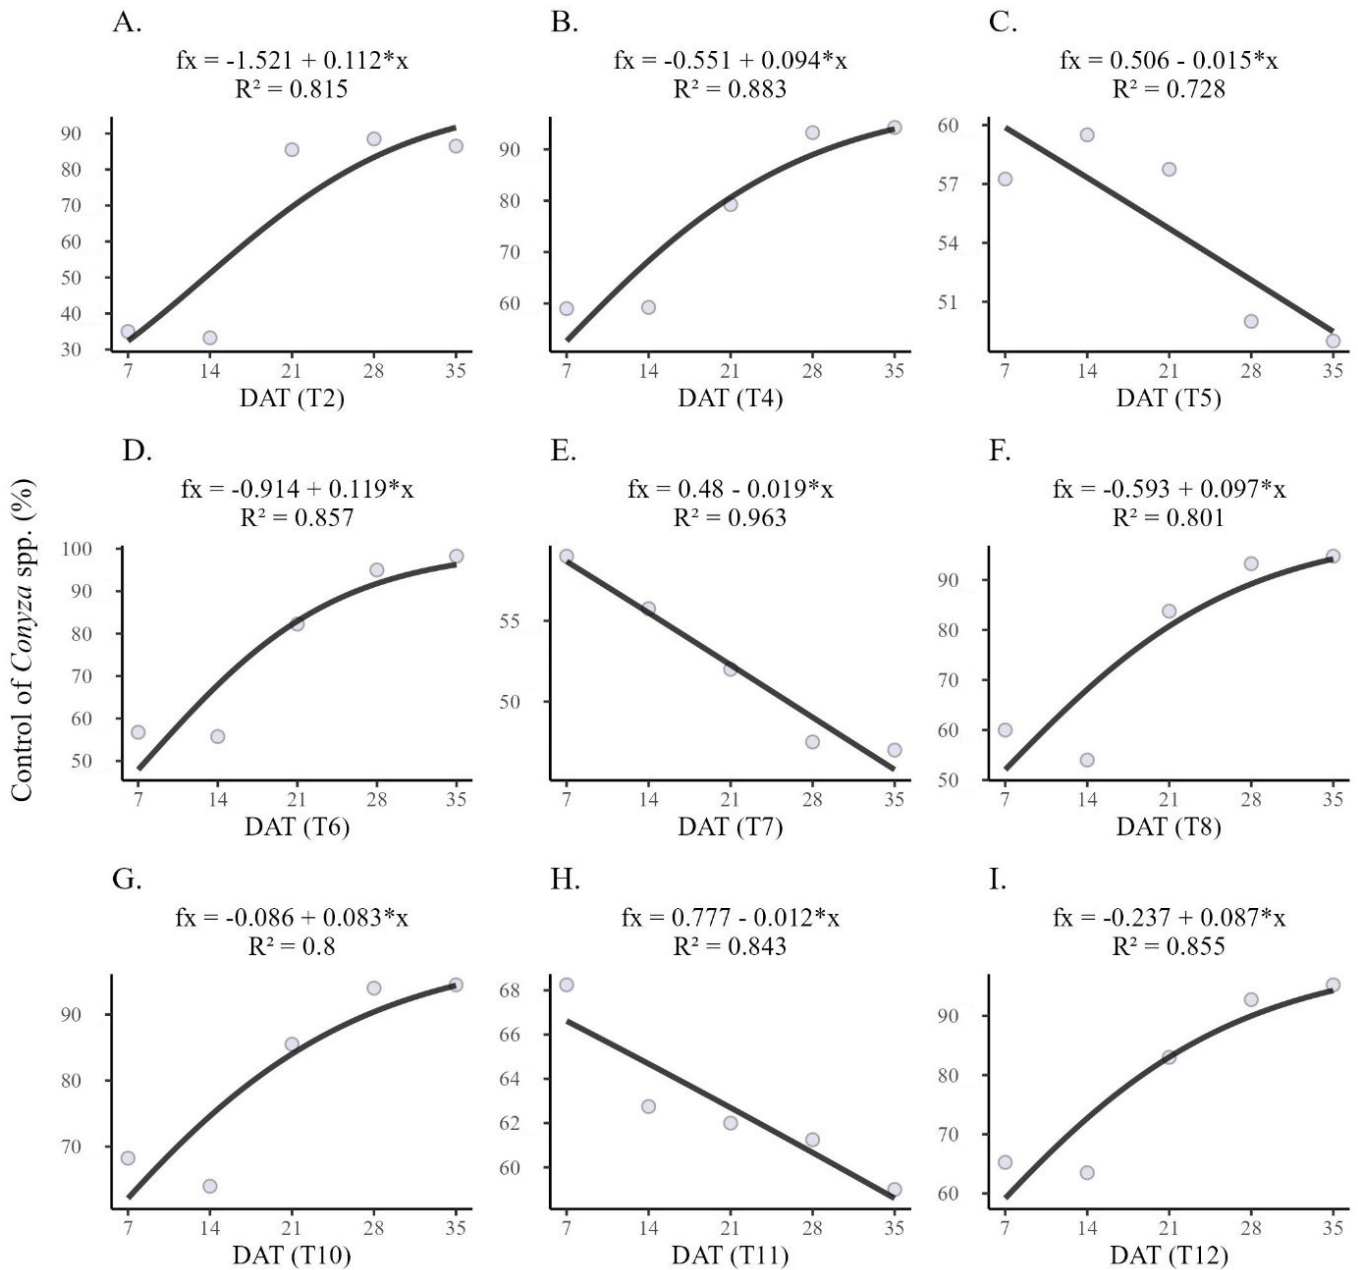 Control of Conyza spp. (%)
A.
fx = -1.521 + 0.112*x
R² = 0.815
90
80
70
60
50
40
30
7 14 21 28 35
DAT (T2)
B.
fx = -0.551 + 0.094*x
R² = 0.883
90
80
70
60
7 14 21 28 35
DAT (T4)
C.
fx = 0.506 - 0.015*x
R² = 0.728
60
57
54
51
7 14 21 28 35
DAT (T5)
D.
fx = -0.914 + 0.119*x
R² = 0.857
100
90
80
70
60
50
7 14 21 28 35
DAT (T6)
E.
fx = 0.48 - 0.019*x
R² = 0.963
55
50
7 14 21 28 35
DAT (T7)
F.
fx = -0.593 + 0.097*x
R² = 0.801
90
80
70
60
50
7 14 21 28 35
DAT (T8)
G.
fx = -0.086 + 0.083*x
R² = 0.8
90
80
70
7 14 21 28 35
DAT (T10)
H.
fx = 0.777 - 0.012*x
R² = 0.843
68
66
64
62
60
7 14 21 28 35
DAT (T11)
I.
fx = -0.237 + 0.087*x
R² = 0.855
90
80
70
60
7 14 21 28 35
DAT (T12)